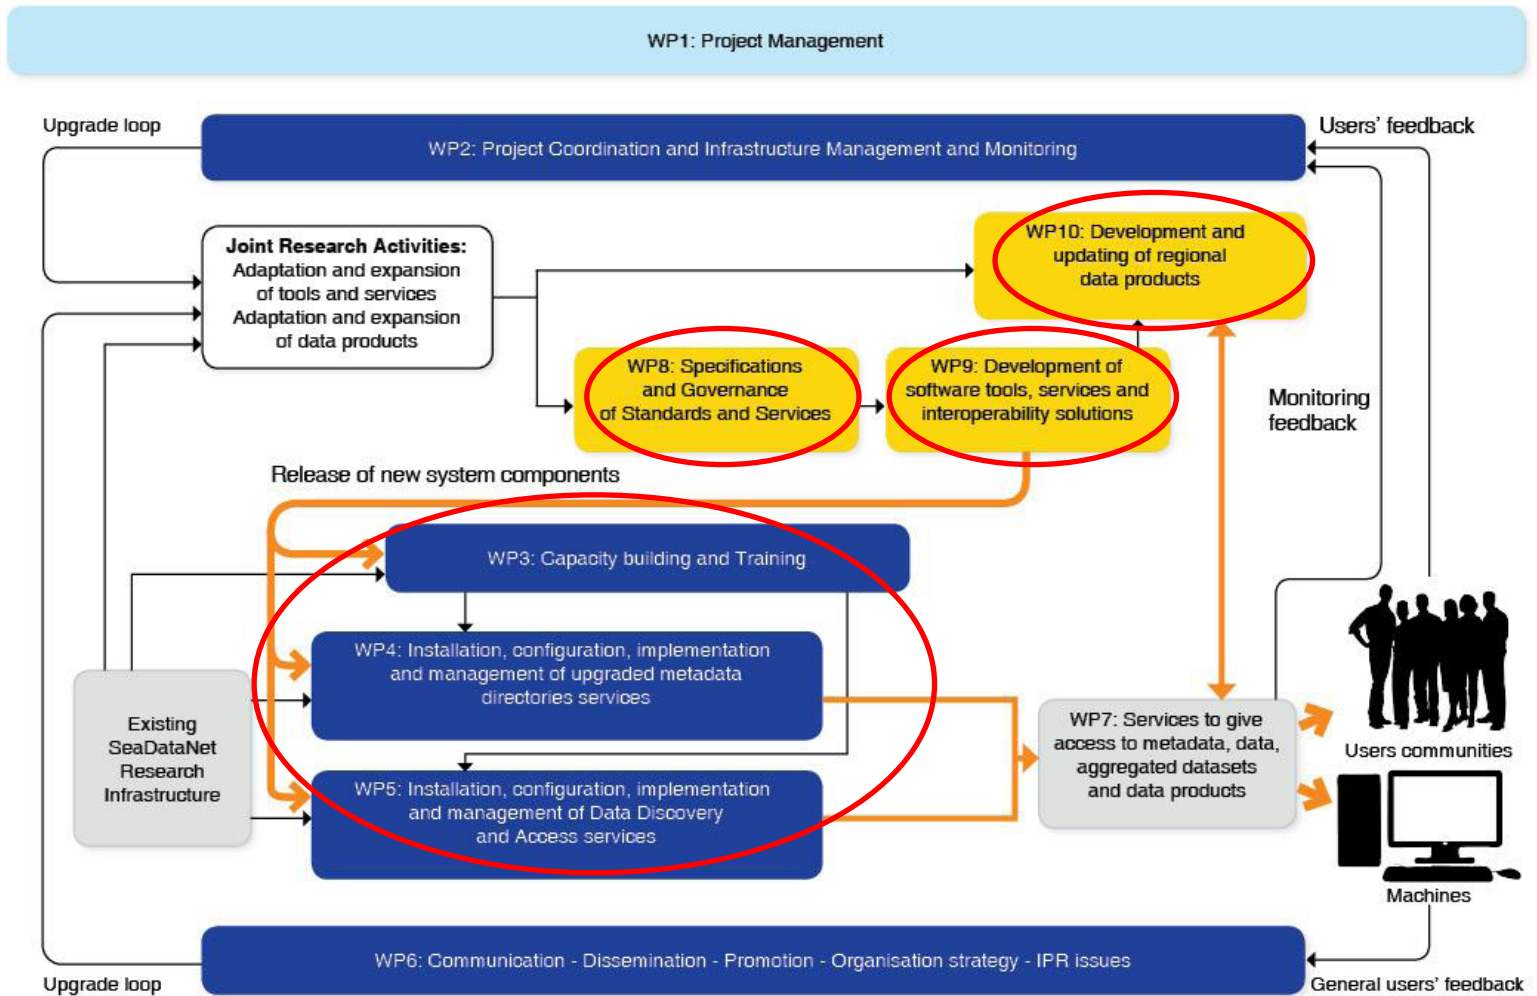 WP1: Project Management
Upgrade loop
Users' feedback
WP2: Project Coordination and Infrastructure Management and Monitoring
Joint Research Activities:
Adaptation and expansion
of tools and services
Adaptation and expansion
of data products
WP10: Development and
updating of regional
data products
WP8: Specifications
and Governance
of Standards and Services
WP9: Development of
software tools, services and
interoperability solutions
Monitoring
feedback
Release of new system components
WP3: Capacity building and Training
WP4: Installation, configuration, implementation
and management of upgraded metadata
directories services
Existing
SeaDataNet
Research
Infrastructure
WP5: Installation, configuration, implementation
and management of Data Discovery
and Access services
WP7: Services to give
access to metadata, data,
aggregated datasets
and data products
Users communities
Machines
WP6: Communication - Dissemination - Promotion - Organisation strategy - IPR issues
Upgrade loop
General users' feedback